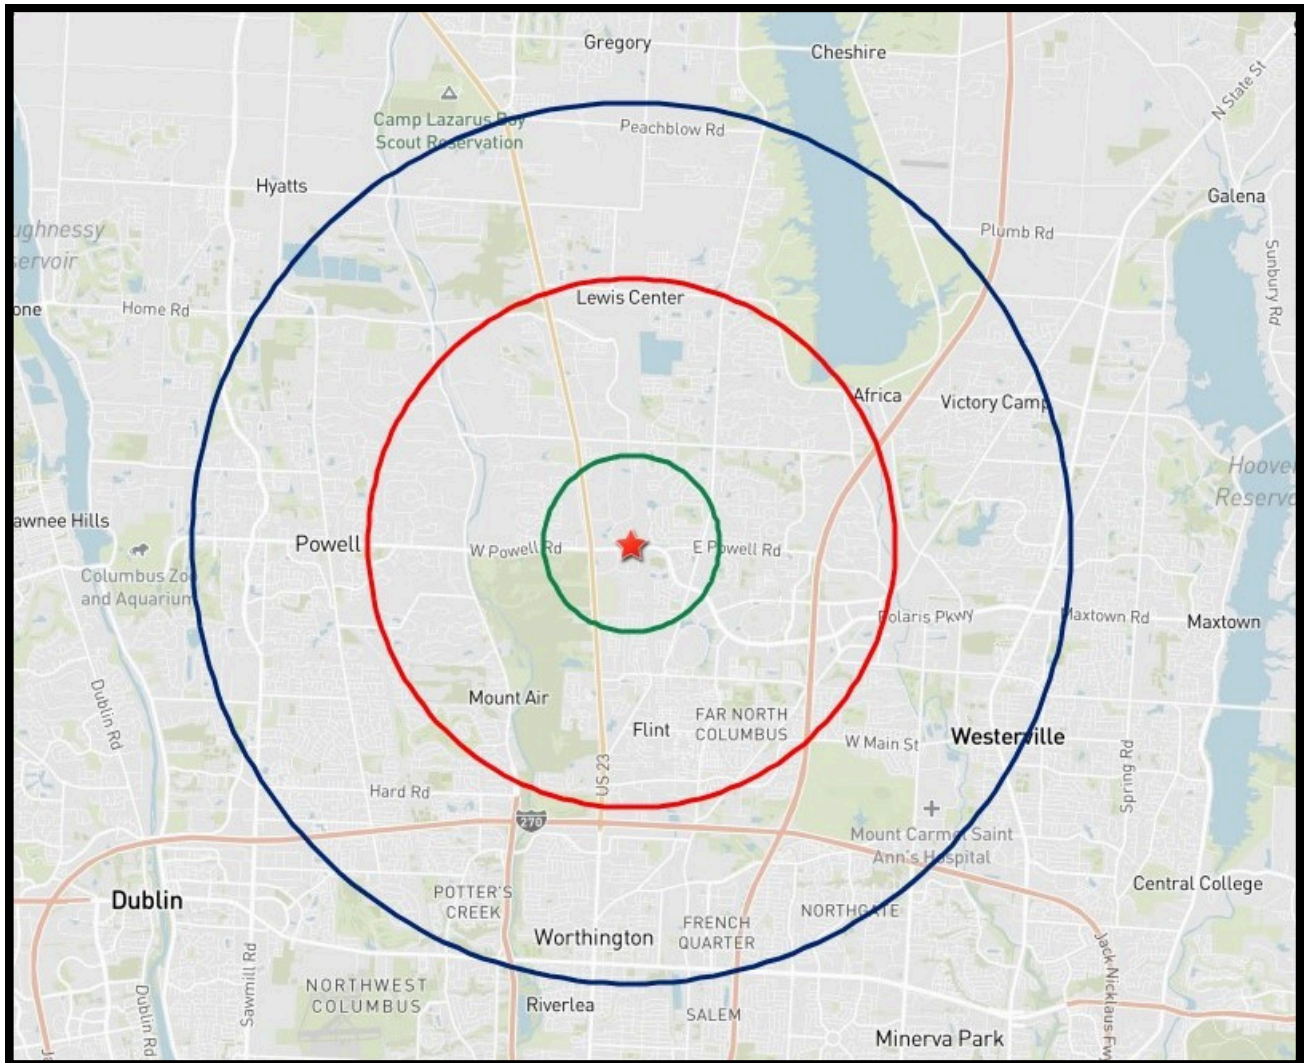 Gregory
Cheshire
N State St
Camp Lazarus Boy
Scout Reservation
Peachblow Rd
Hyatts
Galena
ughnessy
servoir
Plumb Rd
Sunbury Rd
Lewis Center
one
Home Rd
Africa
Victory Camp
Hoover
Reservo
awnee Hills
Powell
W Powell Rd
E Powell Rd
Columbus Zoo
and Aquarium
Polaris Pkwy
Maxtown Rd
Maxtown
Dublin Rd
Mount Air
FAR NORTH
COLUMBUS
Flint
W Main St
Westerville
US 23
Spring Rd
Hard Rd
270
Mount Carmel Saint
Ann's Hospital
Central College
Dublin
POTTER'S
CREEK
NORTHGATE
FRENCH
QUARTER
Worthington
Sawmill Rd
Jack Nicklaus Fw
NORTHWEST
COLUMBUS
Riverlea
SALEM
Dublin Rd
Minerva Park